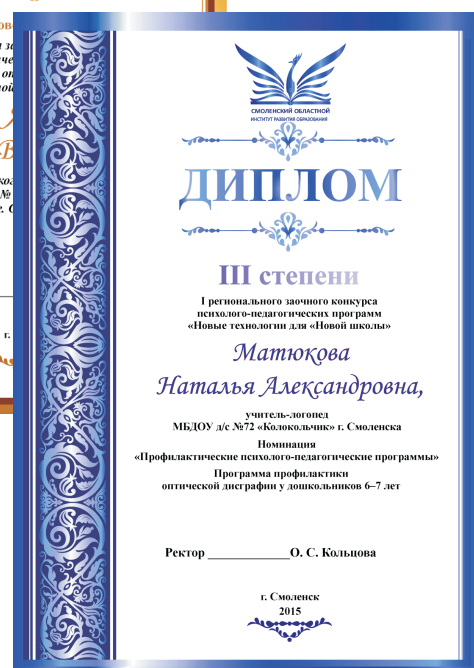 СМОЛЕНСКИЙ ОБЛАСТНОЙ
ИНСТИТУТ РАЗВИТИЯ ОБРАЗОВАНИЯ
ДИПЛОМ
III степени
I регионального заочного конкурса
психолого-педагогических программ
«Новые технологии для «Новой школы»
Матюкова
Наталья Александровна,
учитель-логопед
МБДОУ д/с №72 «Колокольчик» г. Смоленска
Номинация
«Профилактические психолого-педагогические программы»
Программа профилактики
оптической дисграфии у дошкольников 6–7 лет
Ректор _____________О. С. Кольцова
г. Смоленск
2015